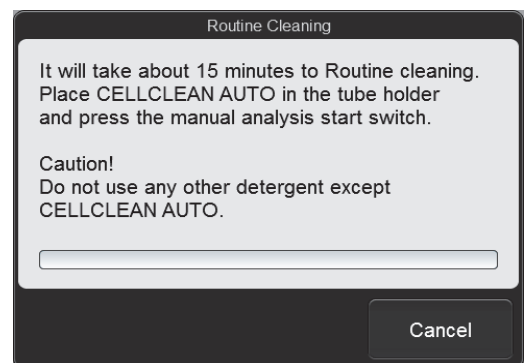 Routine Cleaning
It will take about 15 minutes to Routine cleaning.
Place CELLCLEAN AUTO in the tube holder
and press the manual analysis start switch.
Caution!
Do not use any other detergent except
CELLCLEAN AUTO.
Cancel